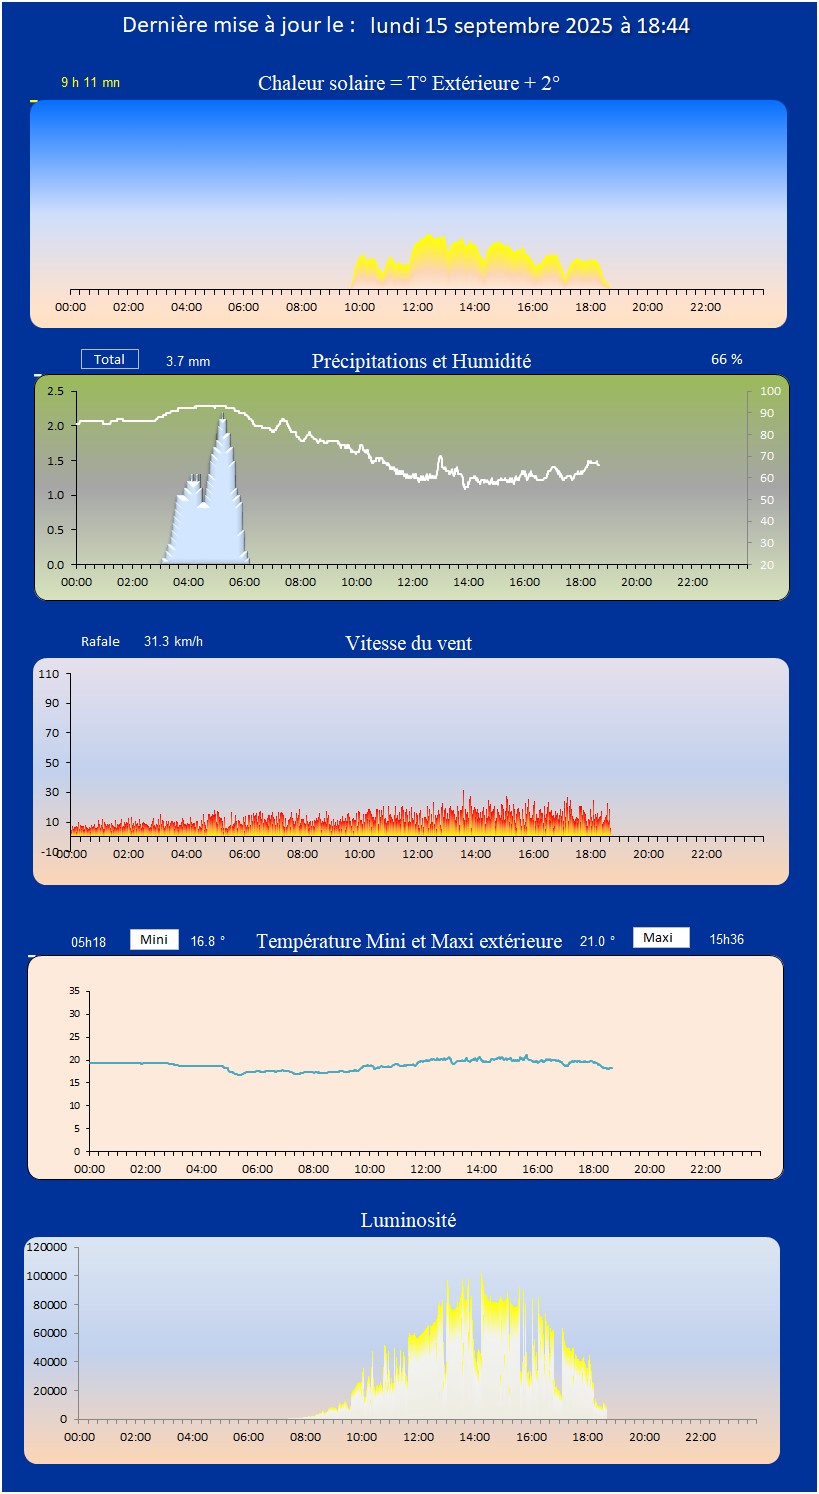 Dernière mise à jour le : lundi 15 septembre 2025 à 18:44
9 h 11 mn
Chaleur solaire = T° Extérieure + 2°
00:00 02:00 04:00 06:00 08:00 10:00 12:00 14:00 16:00 18:00 20:00 22:00
Total 3.7 mm Précipitations et Humidité 66 %
2.5 100
90
2.0
80
1.5 70
60
1.0
50
0.5 40
30
0.0 20
00:00 02:00 04:00 06:00 08:00 10:00 12:00 14:00 16:00 18:00 20:00 22:00
Rafale 31.3 km/h Vitesse du vent
110
90
70
50
30
10
-10 00:00 02:00 04:00 06:00 08:00 10:00 12:00 14:00 16:00 18:00 20:00 22:00
05h18 Mini 16.8 ° Température Mini et Maxi extérieure 21.0 ° Maxi 15h36
35
30
25
20
15
10
5
0
00:00 02:00 04:00 06:00 08:00 10:00 12:00 14:00 16:00 18:00 20:00 22:00
Luminosité
120000
100000
80000
60000
40000
20000
0
00:00 02:00 04:00 06:00 08:00 10:00 12:00 14:00 16:00 18:00 20:00 22:00